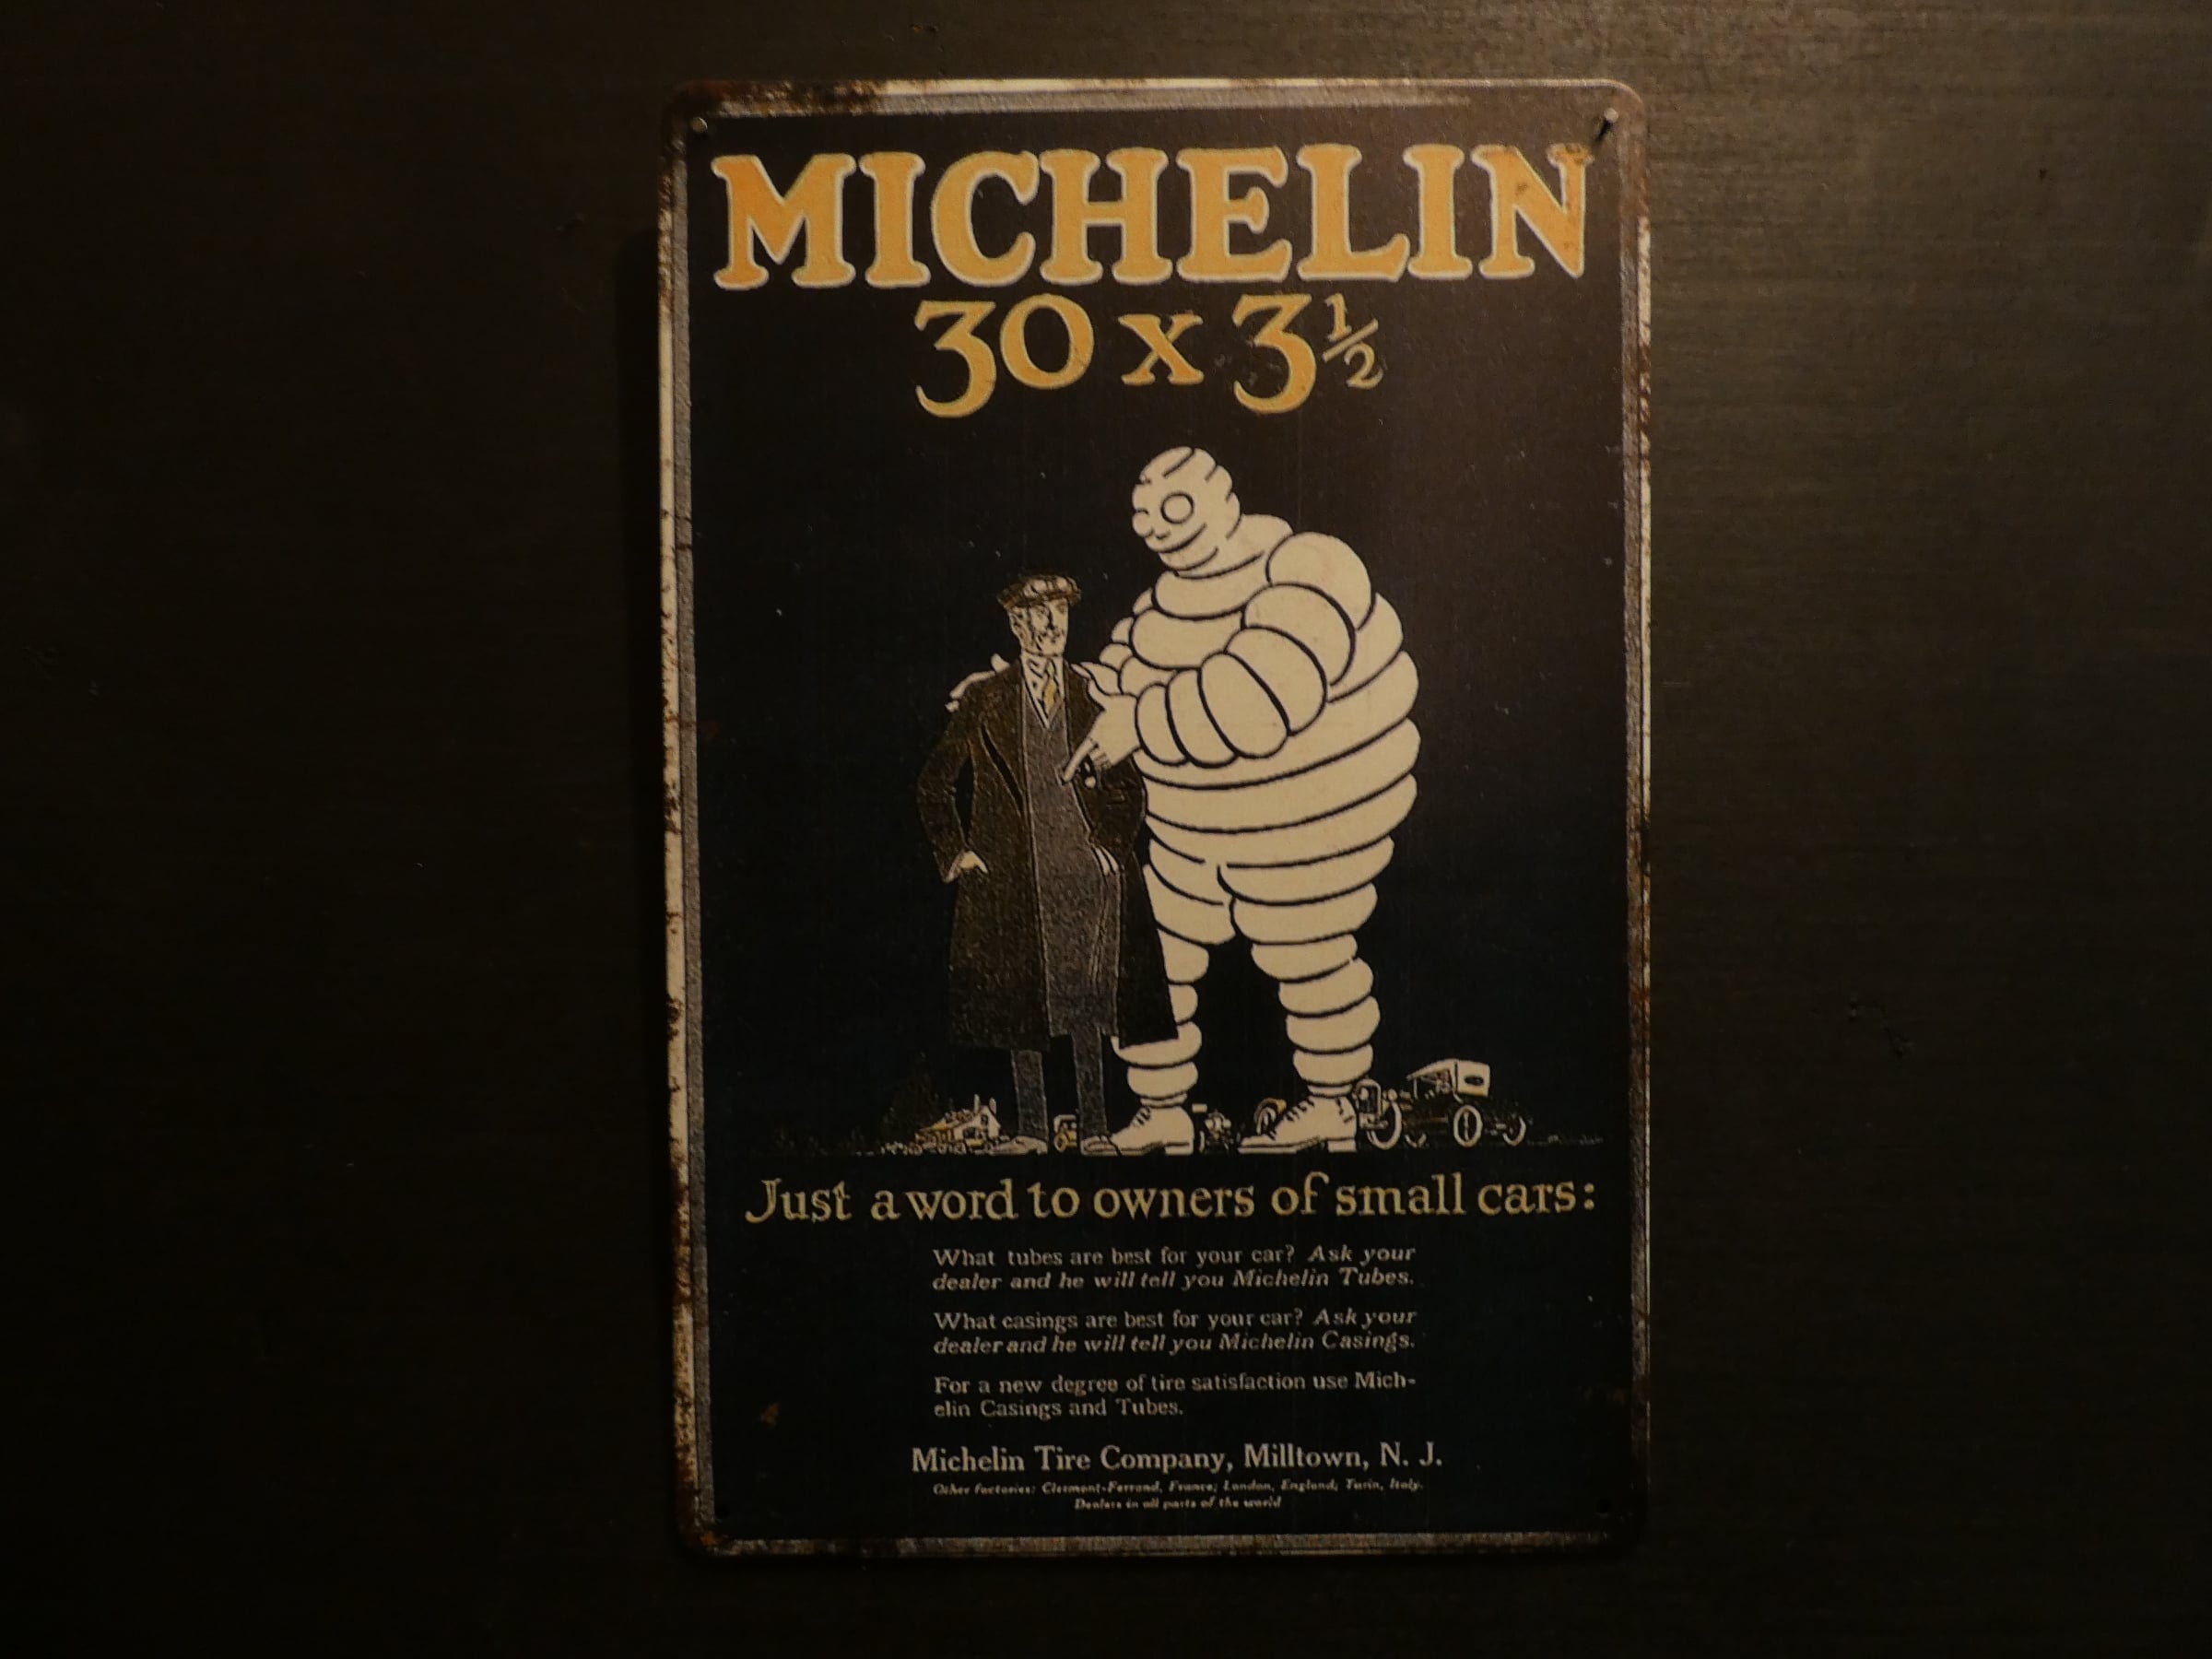 MICHELIN
30 x 3½
Just a word to owners of small cars:
What tubes are best for your car? Ask your
dealer and he will tell you Michelin Tubes.
What casings are best for your car? Ask your
dealer and he will tell you Michelin Casings.
For a new degree of tire satisfaction use Mich-
elin Casings and Tubes.
Michelin Tire Company, Milltown, N. J.
Other factories: Clermont-Ferrand, France; London, England; Turin, Italy.
Dealers in all parts of the world